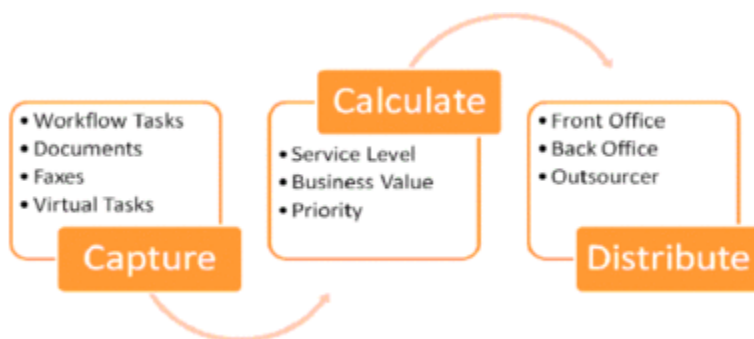 • Workflow Tasks
• Documents
• Faxes
• Virtual Tasks
Capture
Calculate
• Service Level
• Business Value
• Priority
• Front Office
• Back Office
• Outsourcer
Distribute